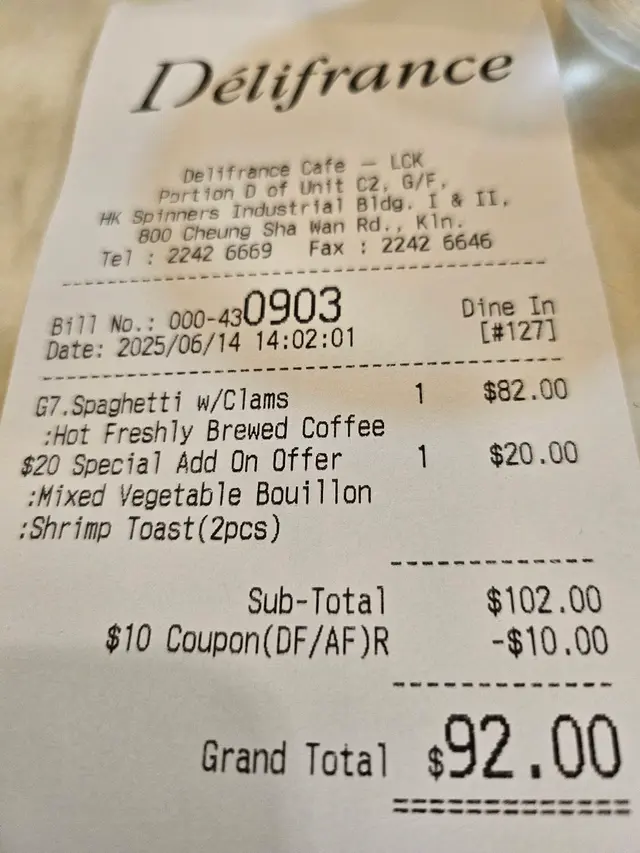 Délifrance
Delifrance Cafe – LCK
Portion D of Unit C2, G/F,
HK Spinners Industrial Bldg. I & II,
800 Cheung Sha Wan Rd., Kln.
Tel : 2242 6669 Fax : 2242 6646
Bill No.: 000-430903 Dine In
Date: 2025/06/14 14:02:01 [#127]
G7.Spaghetti w/Clams 1 $82.00
:Hot Freshly Brewed Coffee
$20 Special Add On Offer 1 $20.00
:Mixed Vegetable Bouillon
:Shrimp Toast(2pcs)
Sub-Total $102.00
$10 Coupon(DF/AF)R -$10.00
Grand Total $92.00